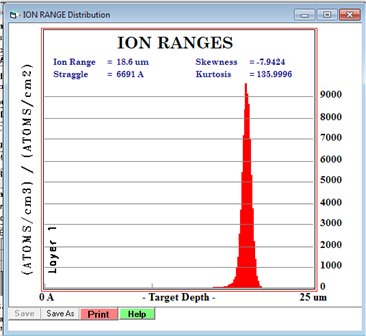 ION RANGE Distribution
ION RANGES
Ion Range = 18.6 um Skewness = -7.9424
Straggle = 6691 A Kurtosis = 135.9996
(ATOMS/cm3) / (ATOMS/cm2)
Layer 1
9000
8000
7000
6000
5000
4000
3000
2000
1000
0
0 A - Target Depth - 25 um
Save Save As Print Help